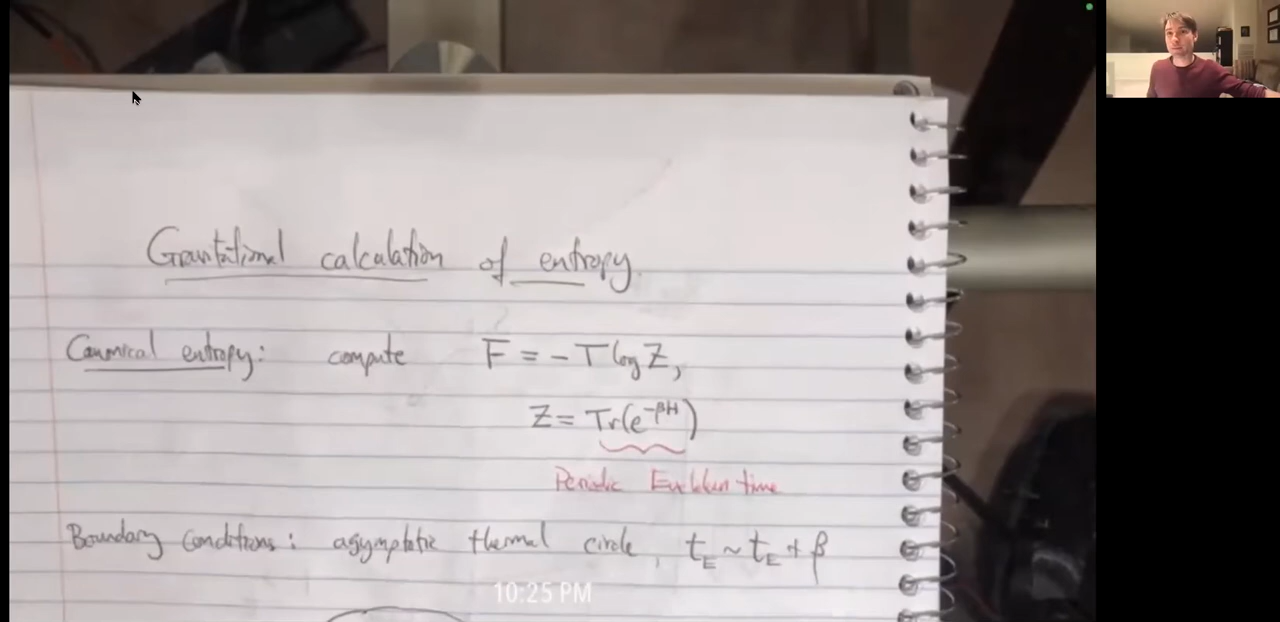 Gravitational calculation of entropy.
Canonical entropy: compute F = - T log Z,
Z = Tr(e^{-βH})
Periodic Euclidean time
Boundary Conditions: asymptotic thermal circle, t_E ~ t_E + β
10:25 PM